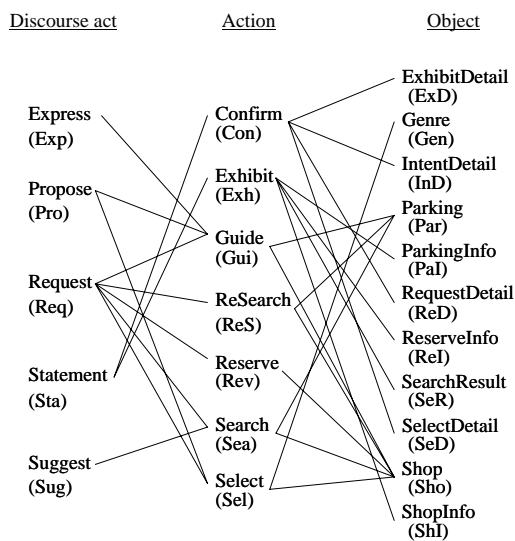 Discourse act
Action
Object
Express
(Exp)
Propose
(Pro)
Request
(Req)
Statement
(Sta)
Suggest
(Sug)
Confirm
(Con)
Exhibit
(Exh)
Guide
(Gui)
ReSearch
(ReS)
Reserve
(Rev)
Search
(Sea)
Select
(Sel)
ExhibitDetail
(ExD)
Genre
(Gen)
IntentDetail
(InD)
Parking
(Par)
ParkingInfo
(PaI)
RequestDetail
(ReD)
ReserveInfo
(ReI)
SearchResult
(SeR)
SelectDetail
(SeD)
Shop
(Sho)
ShopInfo
(ShI)